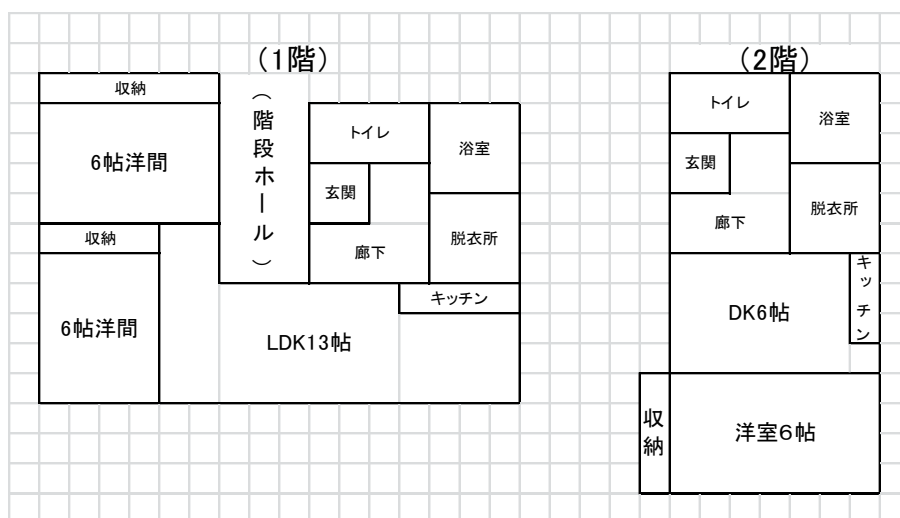 （1階）
収納
6帖洋間
（階段ホール）
トイレ
浴室
玄関
収納
廊下
脱衣所
キッチン
6帖洋間
LDK13帖
（2階）
トイレ
浴室
玄関
廊下
脱衣所
キッチン
DK6帖
収納
洋室６帖